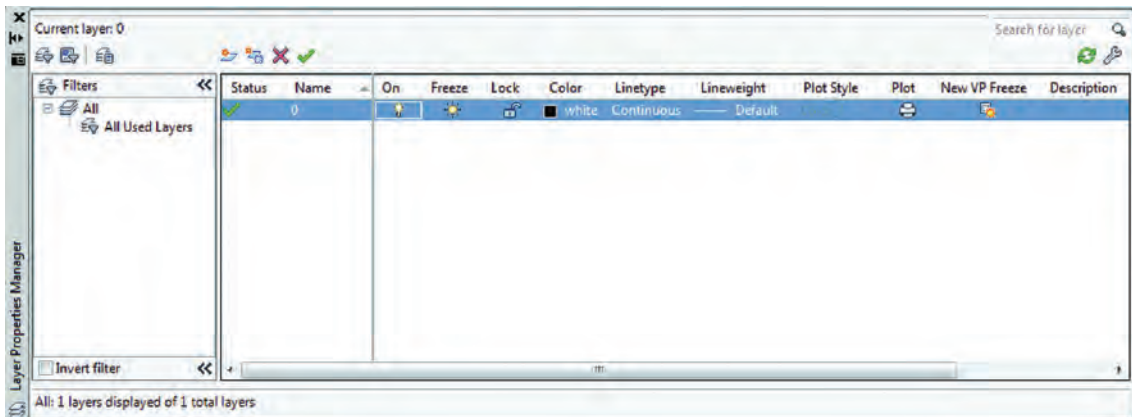 Current layer: 0
Search for layer
Filters
Status Name On Freeze Lock Color Linetype Lineweight Plot Style Plot New VP Freeze Description
All
0 white Continuous Default
All Used Layers
Layer Properties Manager
Invert filter
All: 1 layers displayed of 1 total layers